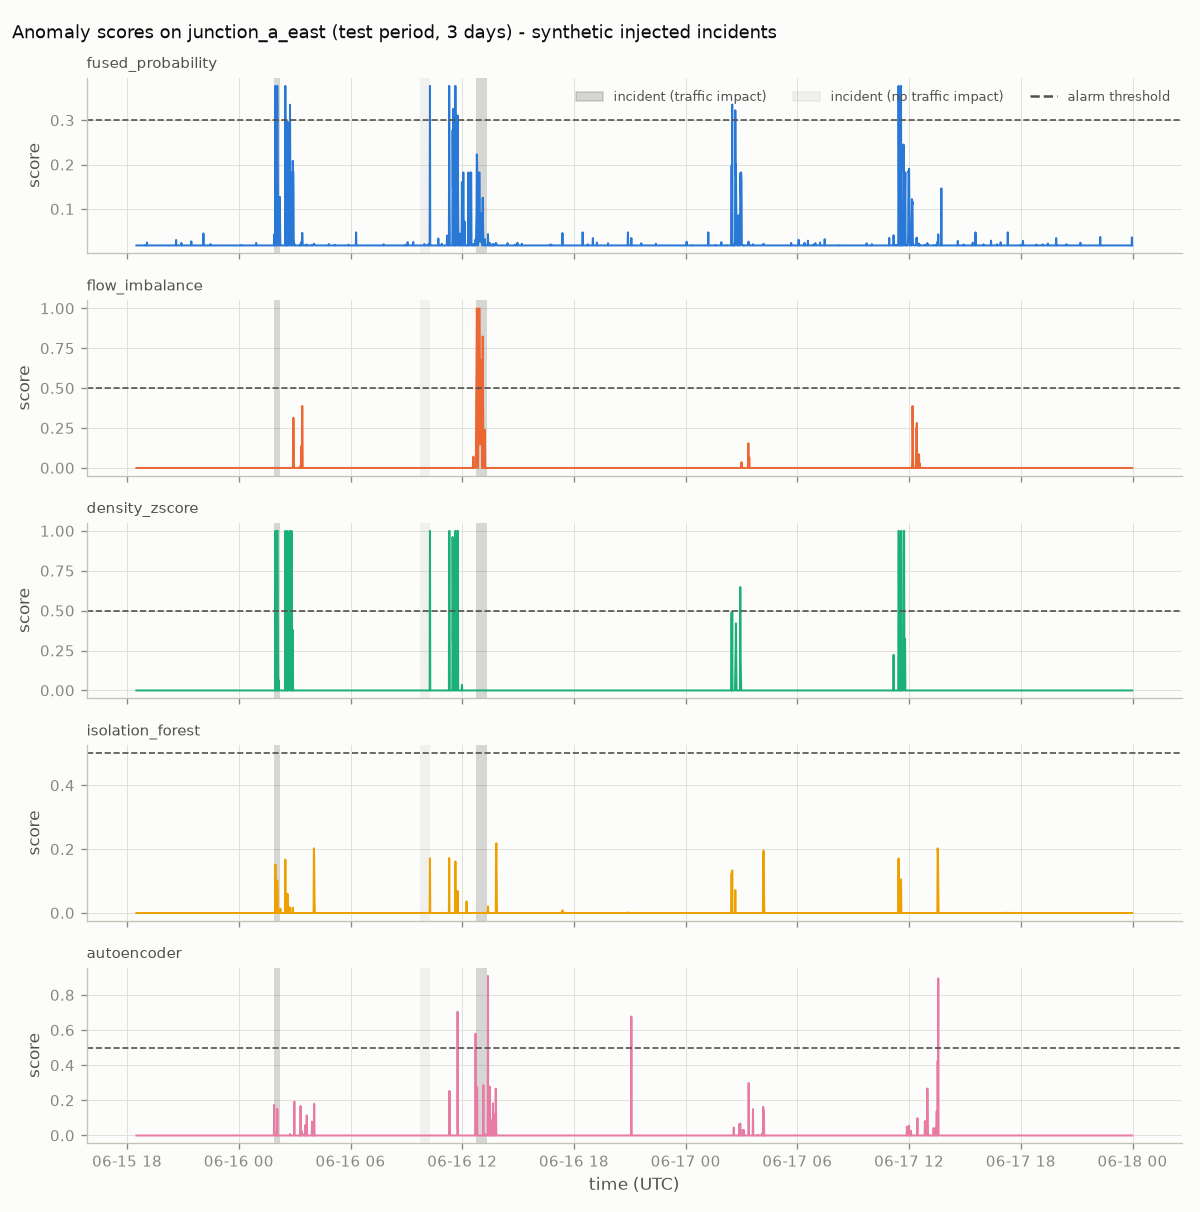 Anomaly scores on junction_a_east (test period, 3 days) - synthetic injected incidents
fused_probability
incident (traffic impact)
incident (no traffic impact)
alarm threshold
0.3
0.2
0.1
score
flow_imbalance
1.00
0.75
0.50
0.25
0.00
score
density_zscore
1.00
0.75
0.50
0.25
0.00
score
isolation_forest
0.4
0.2
0.0
score
autoencoder
0.8
0.6
0.4
0.2
0.0
score
06-15 18
06-16 00
06-16 06
06-16 12
06-16 18
06-17 00
06-17 06
06-17 12
06-17 18
06-18 00
time (UTC)